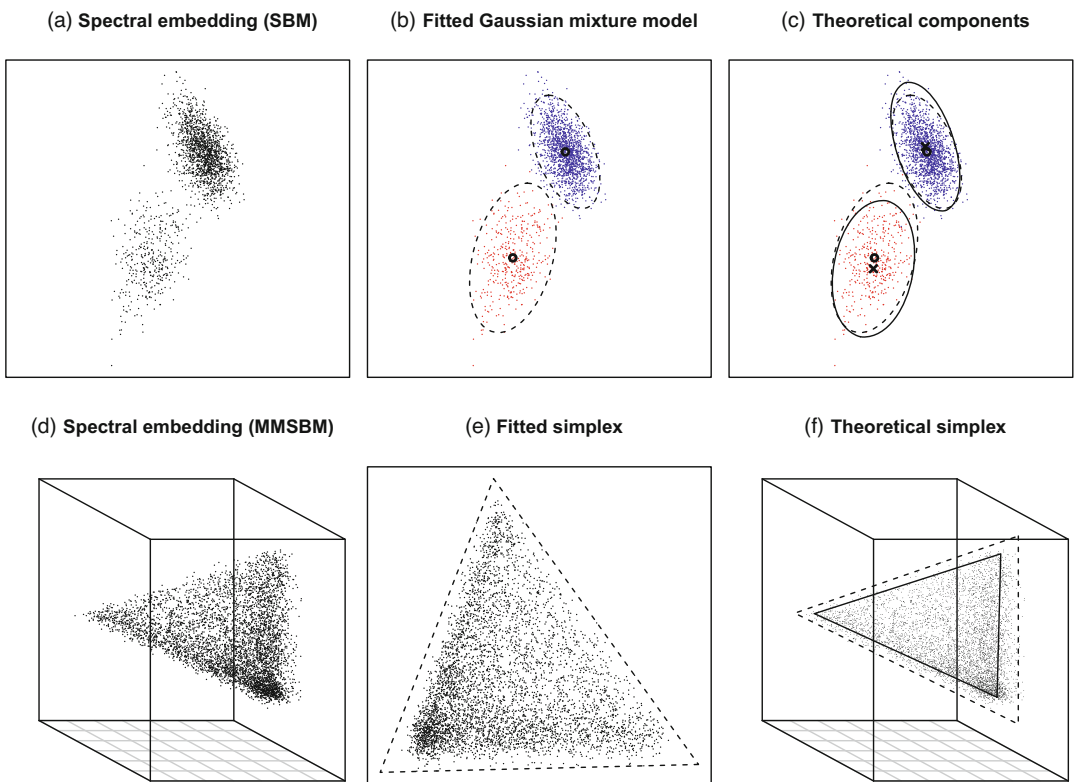 (a) Spectral embedding (SBM)
(b) Fitted Gaussian mixture model
(c) Theoretical components
(d) Spectral embedding (MMSBM)
(e) Fitted simplex
(f) Theoretical simplex